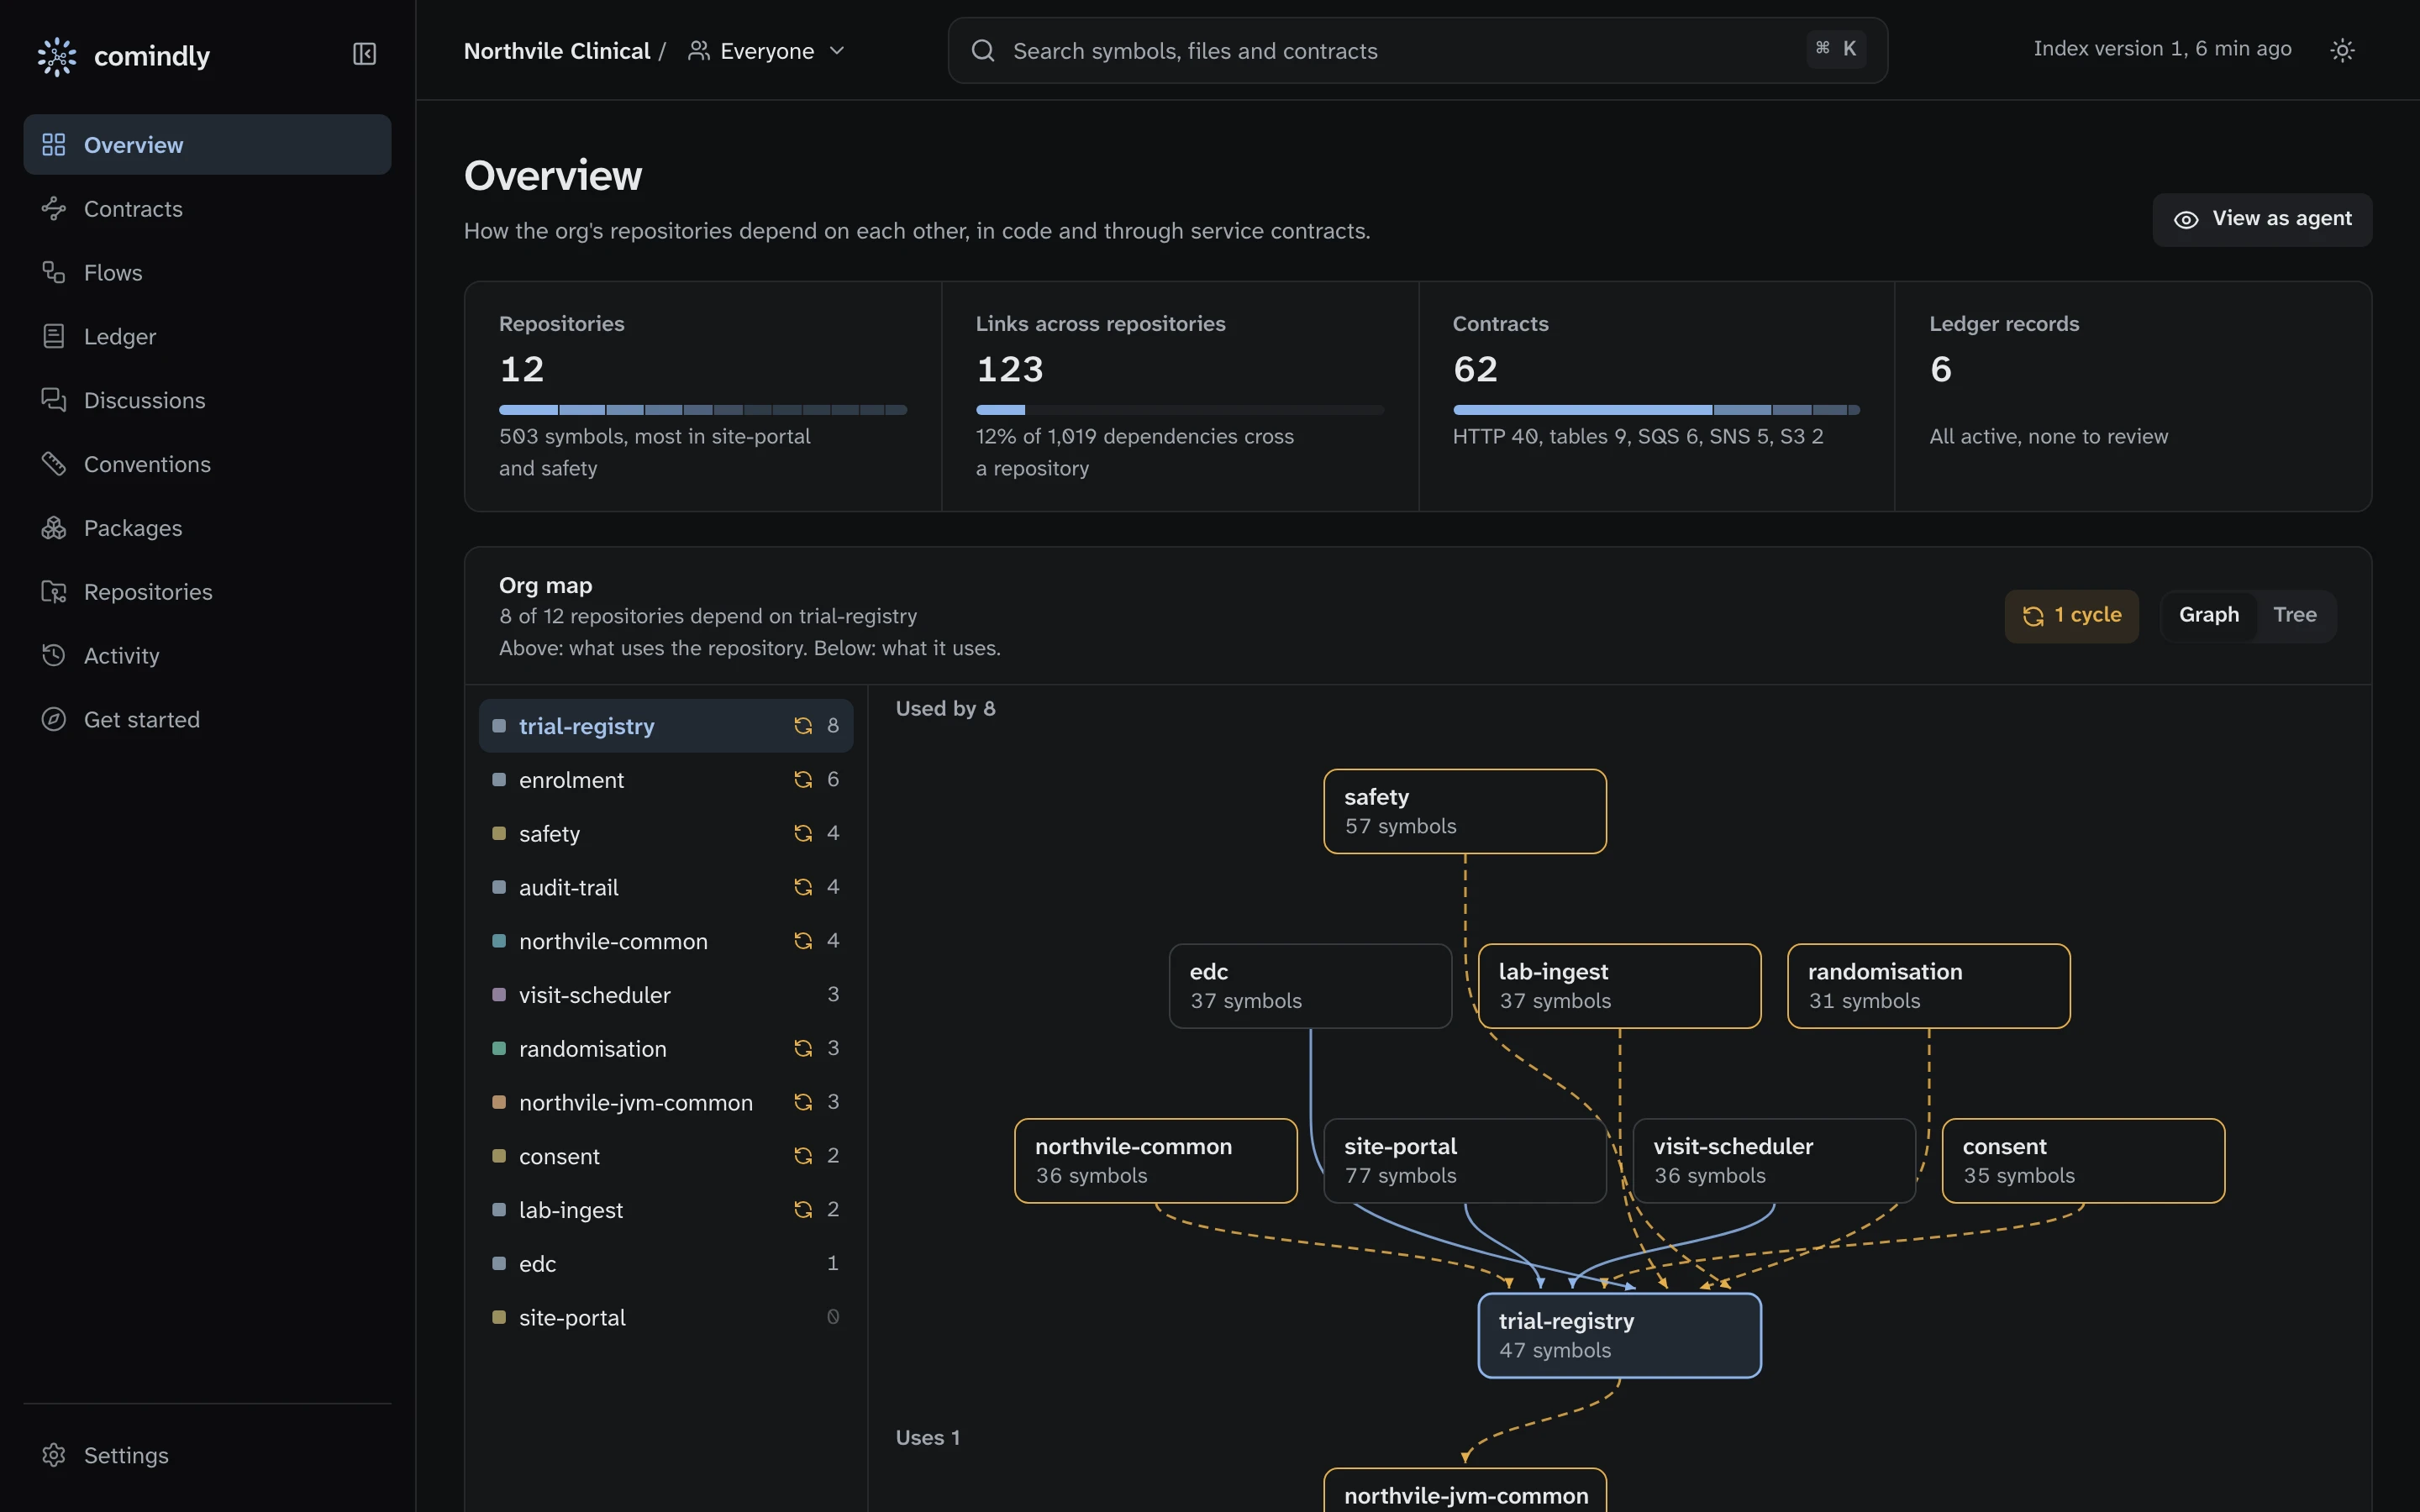 comindly
Northvile Clinical / Everyone
Search symbols, files and contracts
⌘ K
Index version 1, 6 min ago
Overview
Contracts
Flows
Ledger
Discussions
Conventions
Packages
Repositories
Activity
Get started
Settings
Overview
How the org's repositories depend on each other, in code and through service contracts.
View as agent
Repositories
12
503 symbols, most in site-portal
and safety
Links across repositories
123
12% of 1,019 dependencies cross
a repository
Contracts
62
HTTP 40, tables 9, SQS 6, SNS 5, S3 2
Ledger records
6
All active, none to review
Org map
8 of 12 repositories depend on trial-registry
Above: what uses the repository. Below: what it uses.
1 cycle
Graph
Tree
trial-registry 8
enrolment 6
safety 4
audit-trail 4
northvile-common 4
visit-scheduler 3
randomisation 3
northvile-jvm-common 3
consent 2
lab-ingest 2
edc 1
site-portal 0
Used by 8
safety
57 symbols
edc
37 symbols
lab-ingest
37 symbols
randomisation
31 symbols
northvile-common
36 symbols
site-portal
77 symbols
visit-scheduler
36 symbols
consent
35 symbols
trial-registry
47 symbols
Uses 1
northvile-jvm-common